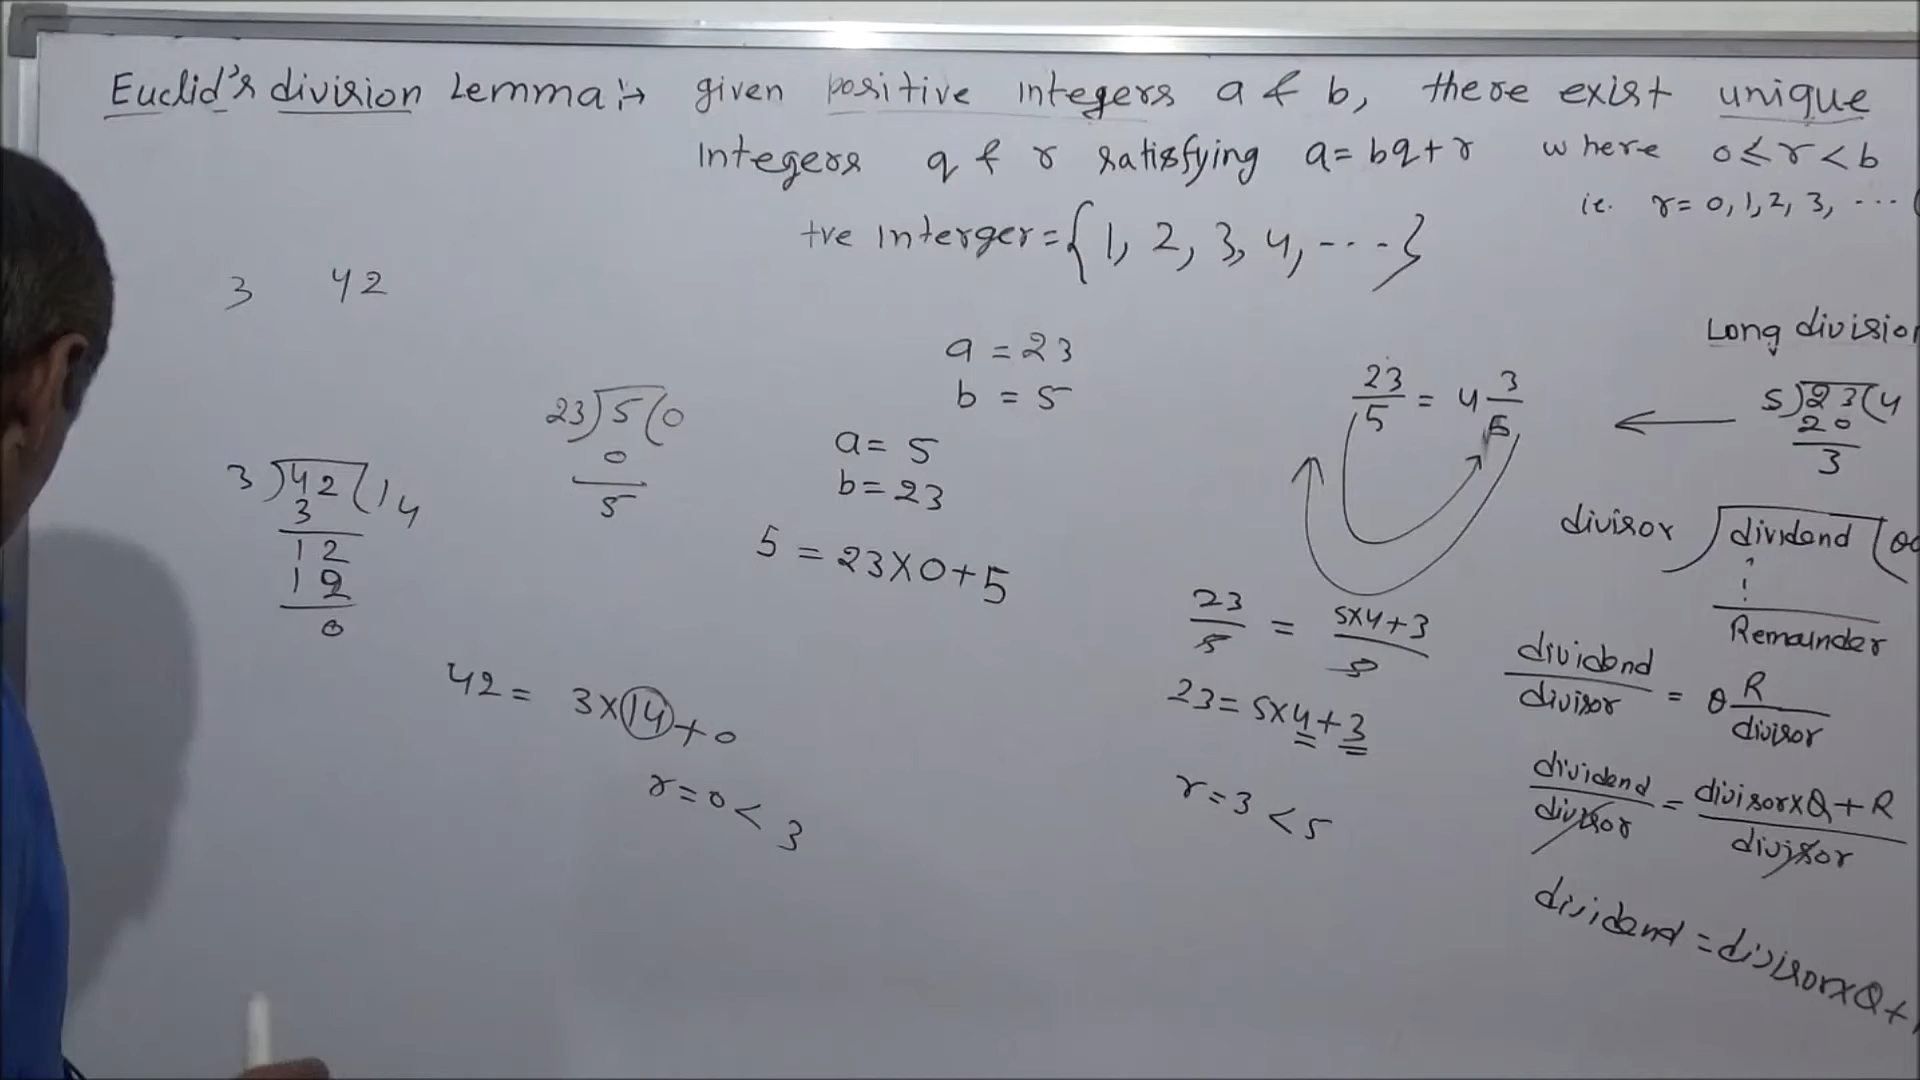 Euclid's division Lemma:→ given positive integers a & b, there exist unique
Integers q & r satisfying a = bq + r where 0 ≤ r < b
ie. r = 0, 1, 2, 3, ...
+ve Interger = {1, 2, 3, 4, ---}
3 42
3)42(14
3
12
12
0
23)5(0
0
5
a = 23
b = 5
a = 5
b = 23
5 = 23 × 0 + 5
42 = 3 × 14 + 0
r = 0 < 3
23/5 = 4 3/5
23/5 = 5×4+3/5
23 = 5×4+3
r = 3 < 5
Long division
5)23(4
20
3
divisor)dividend(
Remainder
dividend/divisor = Q R/divisor
dividend/divisor = divisor×Q+R/divisor
dividend = divisor×Q+